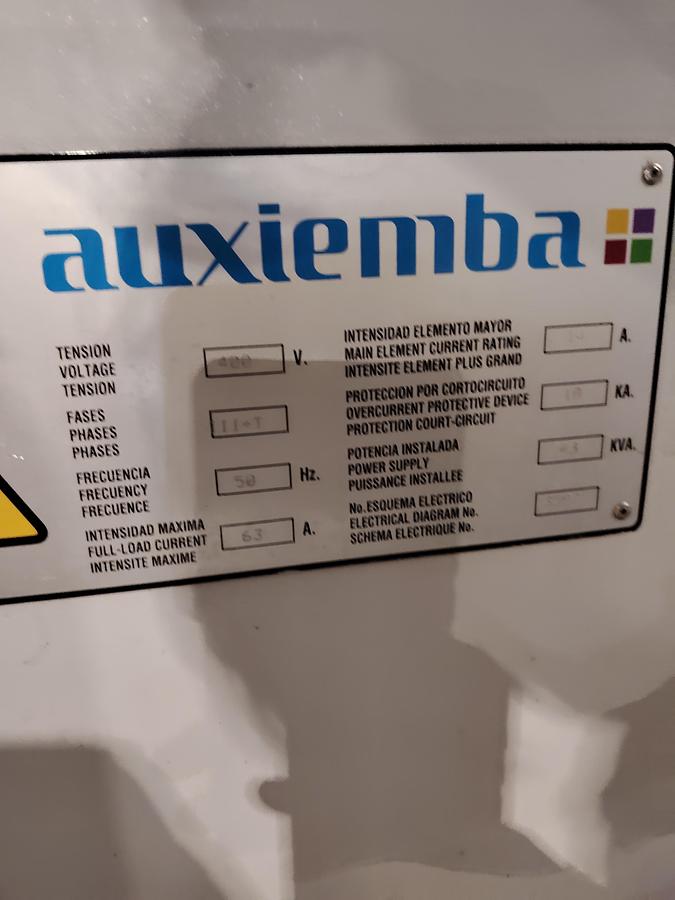 auxiemba
TENSION
VOLTAGE
TENSION
400 V.
FASES
PHASES
PHASES
FRECUENCIA
FRECUENCY
FRECUENCE
50 Hz.
INTENSIDAD MAXIMA
FULL-LOAD CURRENT
INTENSITE MAXIME
63 A.
INTENSIDAD ELEMENTO MAYOR
MAIN ELEMENT CURRENT RATING
INTENSITE ELEMENT PLUS GRAND
A.
PROTECCION POR CORTOCIRCUITO
OVERCURRENT PROTECTIVE DEVICE
PROTECTION COURT-CIRCUIT
10 KA.
POTENCIA INSTALADA
POWER SUPPLY
PUISSANCE INSTALLEE
KVA.
No.ESQUEMA ELECTRICO
ELECTRICAL DIAGRAM No.
SCHEMA ELECTRIQUE No.